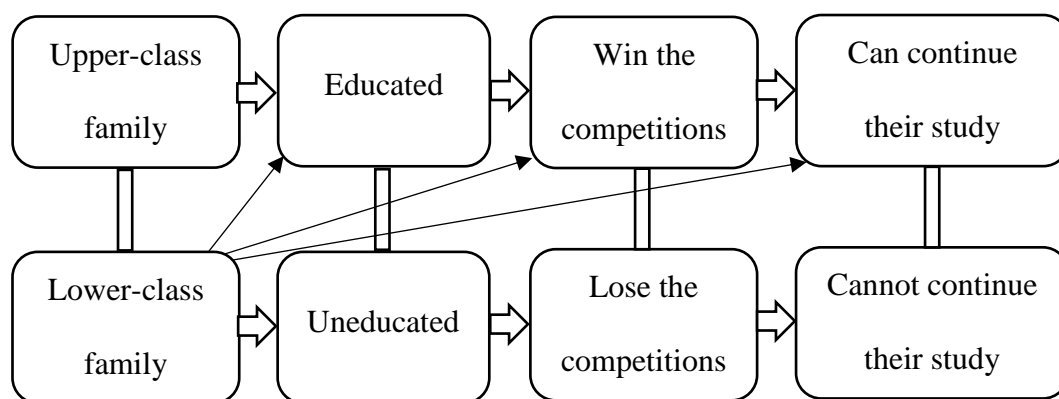 Upper-class
family
Educated
Win the
competitions
Can continue
their study
Lower-class
family
Uneducated
Lose the
competitions
Cannot continue
their study